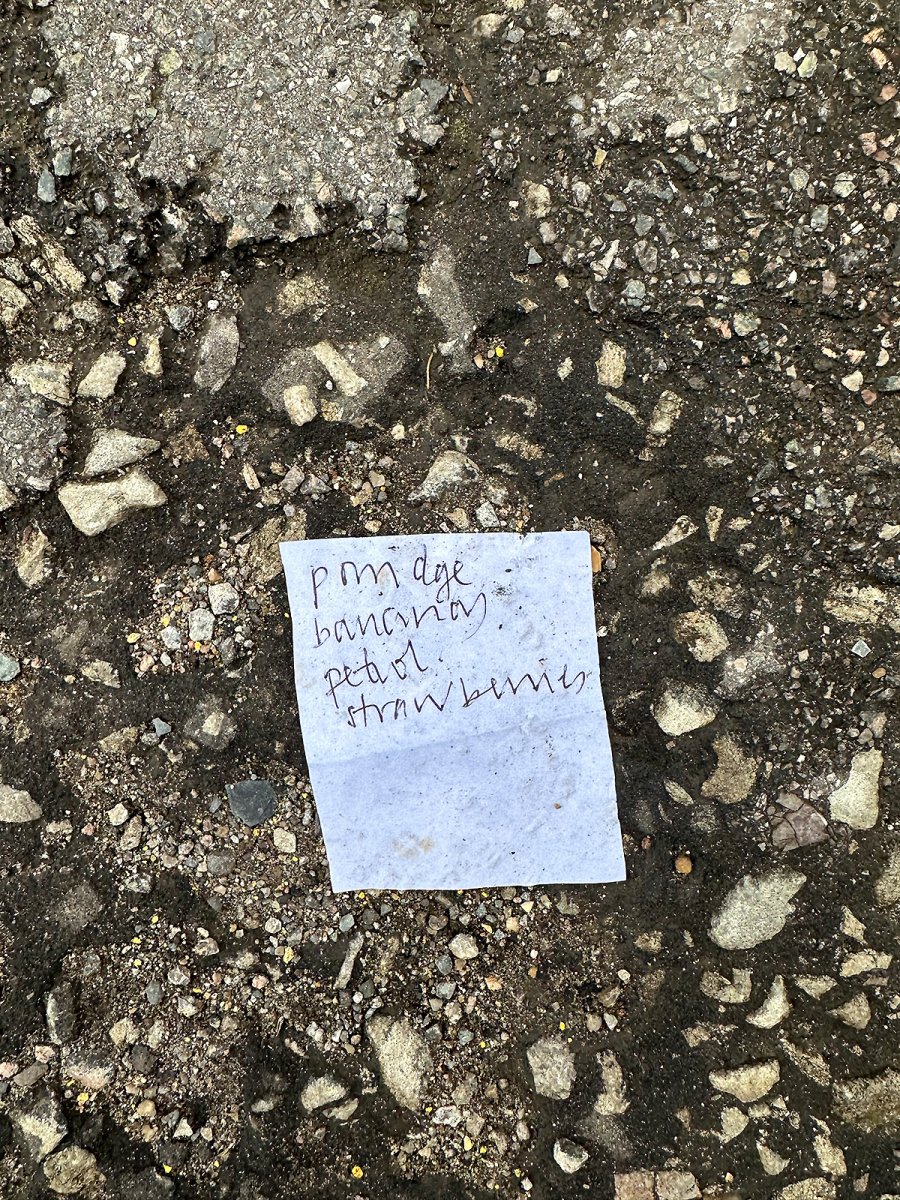 porridge
bananas
petrol.
strawberries